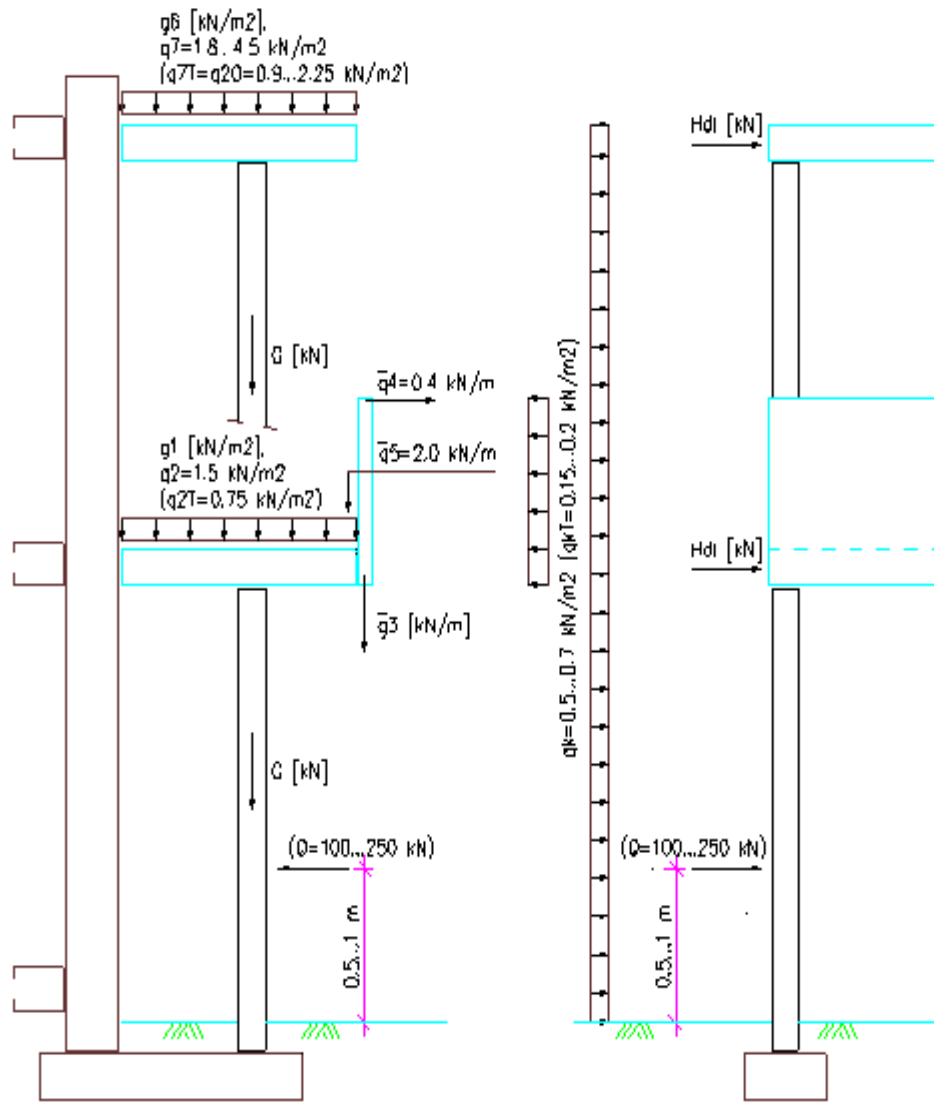 g6 [kN/m2],
q7=1.8..4.5 kN/m2
(q7T=q20=0.9...2.25 kN/m2)
Hd1 [kN]
G [kN]
q4=0.4 kN/m
g1 [kN/m2],
q2=1.5 kN/m2
(q2T=0.75 kN/m2)
q5=2.0 kN/m
qk=0.5...0.7 kN/m2 (qkT=0.15...0.2 kN/m2)
Hd1 [kN]
g3 [kN/m]
G [kN]
(Q=100...250 kN)
(Q=100...250 kN)
0.5...1 m
0.5...1 m